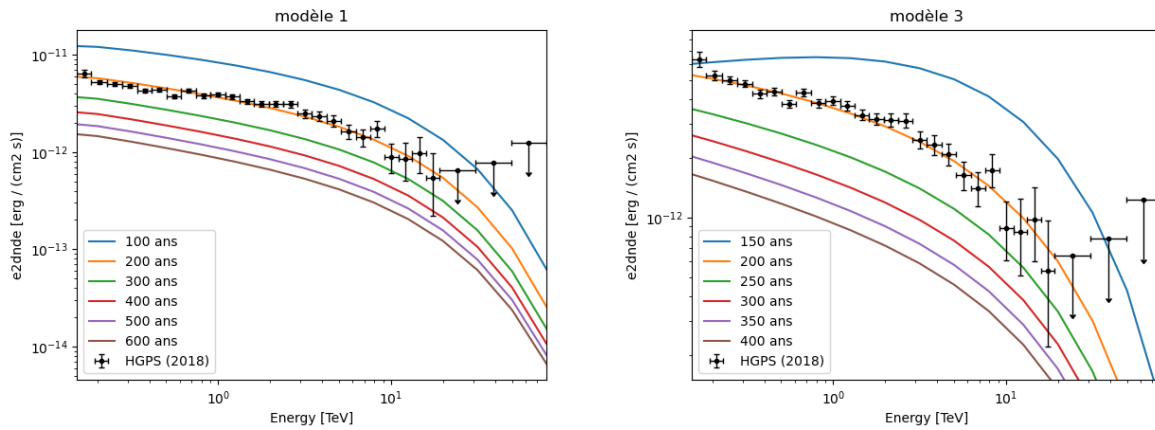 modèle 1
e2dnde [erg / (cm2 s)]
10⁻¹¹
10⁻¹²
10⁻¹³
10⁻¹⁴
100 ans
200 ans
300 ans
400 ans
500 ans
600 ans
HGPS (2018)
10⁰
10¹
Energy [TeV]
modèle 3
e2dnde [erg / (cm2 s)]
10⁻¹²
150 ans
200 ans
250 ans
300 ans
350 ans
400 ans
HGPS (2018)
10⁰
10¹
Energy [TeV]